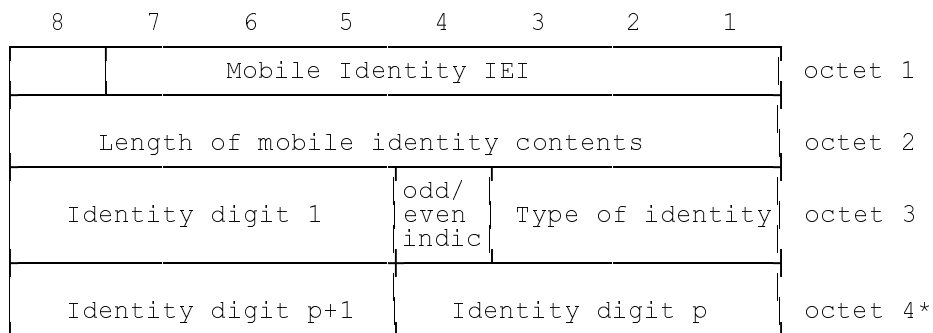 8 7 6 5 4 3 2 1
Mobile Identity IEI octet 1
Length of mobile identity contents octet 2
odd/
Identity digit 1 even Type of identity octet 3
indic
Identity digit p+1 Identity digit p octet 4*